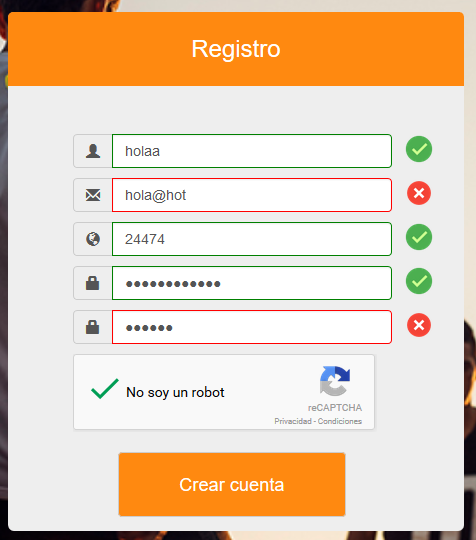 Registro
holaa
hola@hot
24474
●●●●●●●●●●●●
●●●●●●
No soy un robot
reCAPTCHA
Privacidad - Condiciones
Crear cuenta